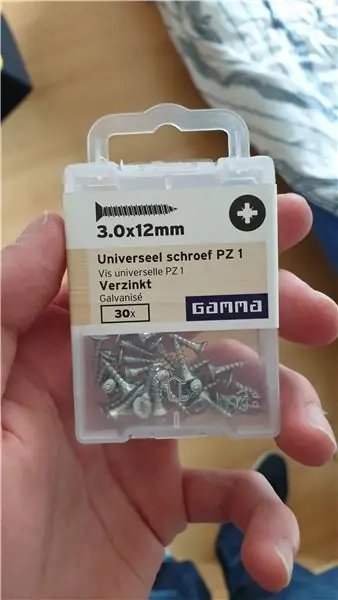 3.0x12mm
Universeel schroef PZ 1
Vis universelle PZ 1
Verzinkt
Galvanisé
30x
GAMMA